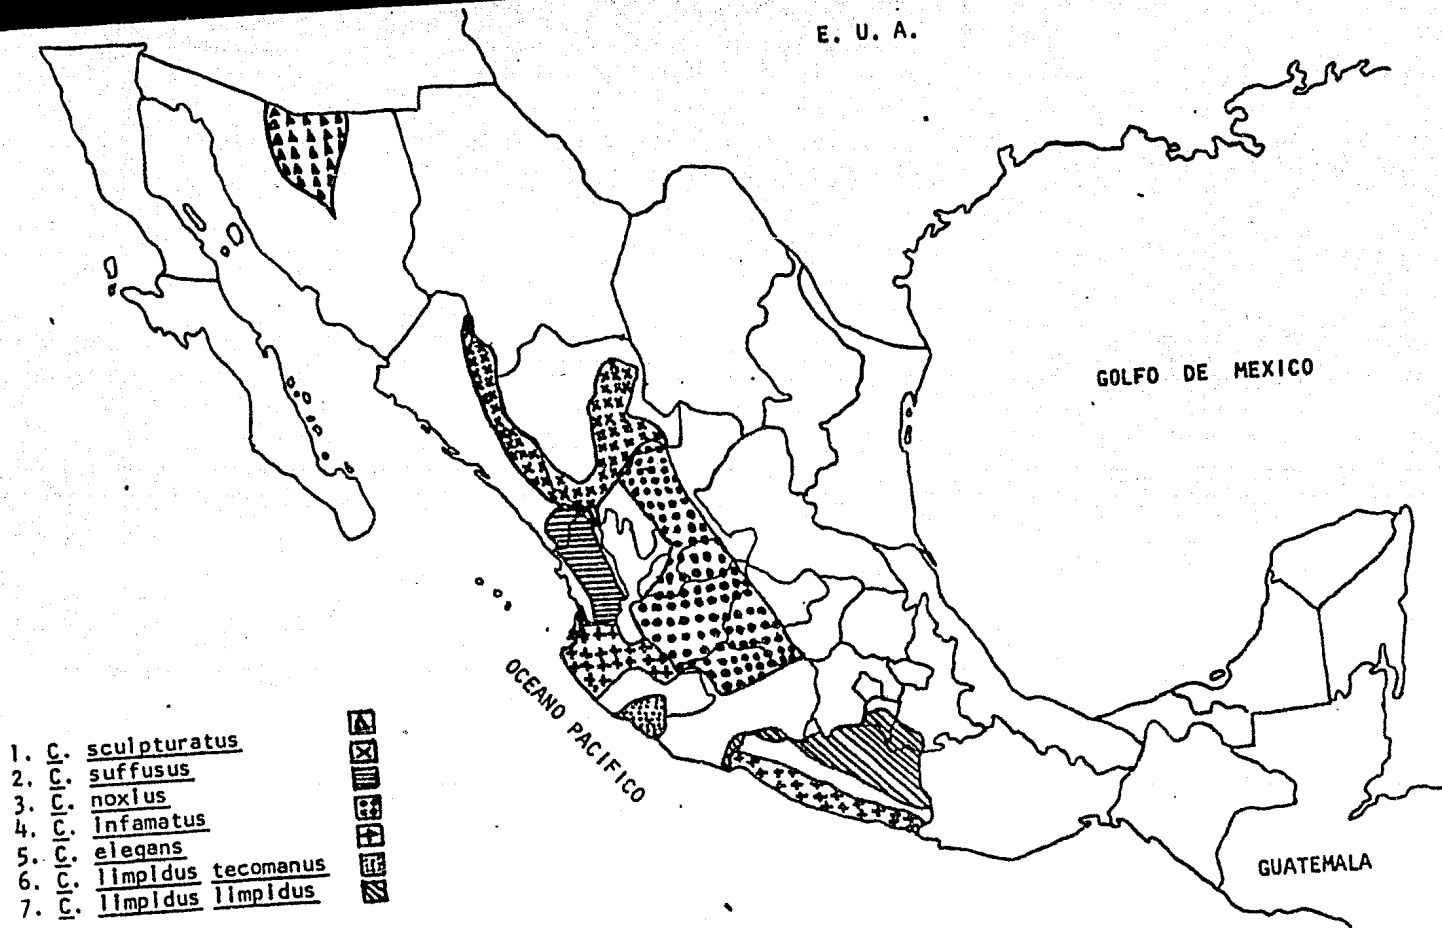 E. U. A.
GOLFO DE MEXICO
OCEANO PACIFICO
GUATEMALA
1. C. sculpturatus
2. C. suffusus
3. C. noxius
4. C. infamatus
5. C. elegans
6. C. limpidus tecomanus
7. C. limpidus limpidus